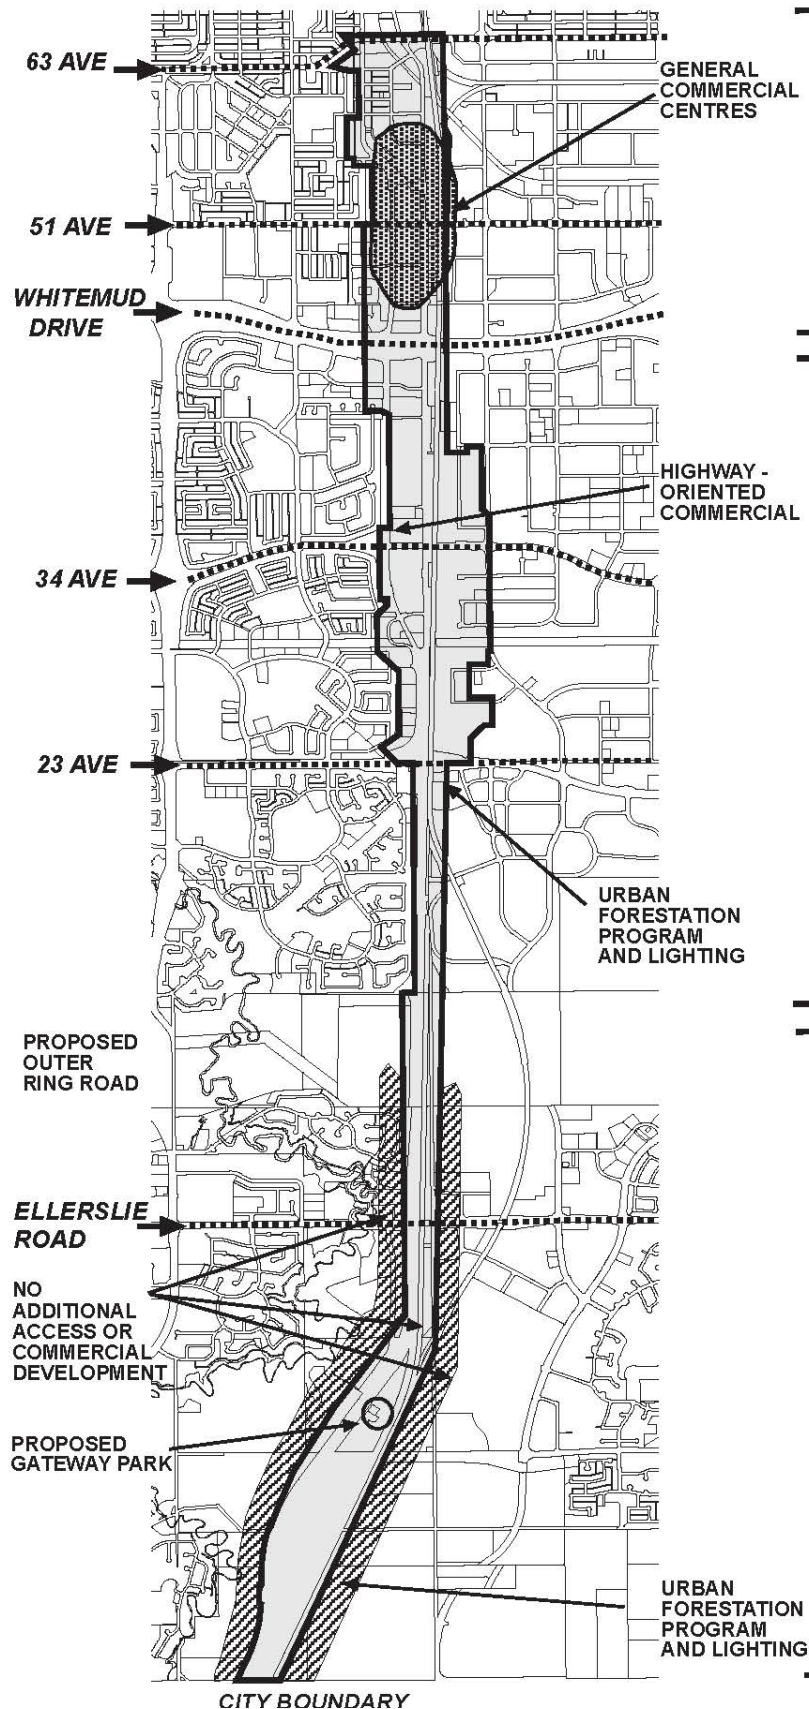 63 AVE
GENERAL
COMMERCIAL
CENTRES
51 AVE
WHITEMUD
DRIVE
HIGHWAY -
ORIENTED
COMMERCIAL
34 AVE
23 AVE
URBAN
FORESTATION
PROGRAM
AND LIGHTING
PROPOSED
OUTER
RING ROAD
ELLERSLIE
ROAD
NO
ADDITIONAL
ACCESS OR
COMMERCIAL
DEVELOPMENT
PROPOSED
GATEWAY PARK
URBAN
FORESTATION
PROGRAM
AND LIGHTING
CITY BOUNDARY